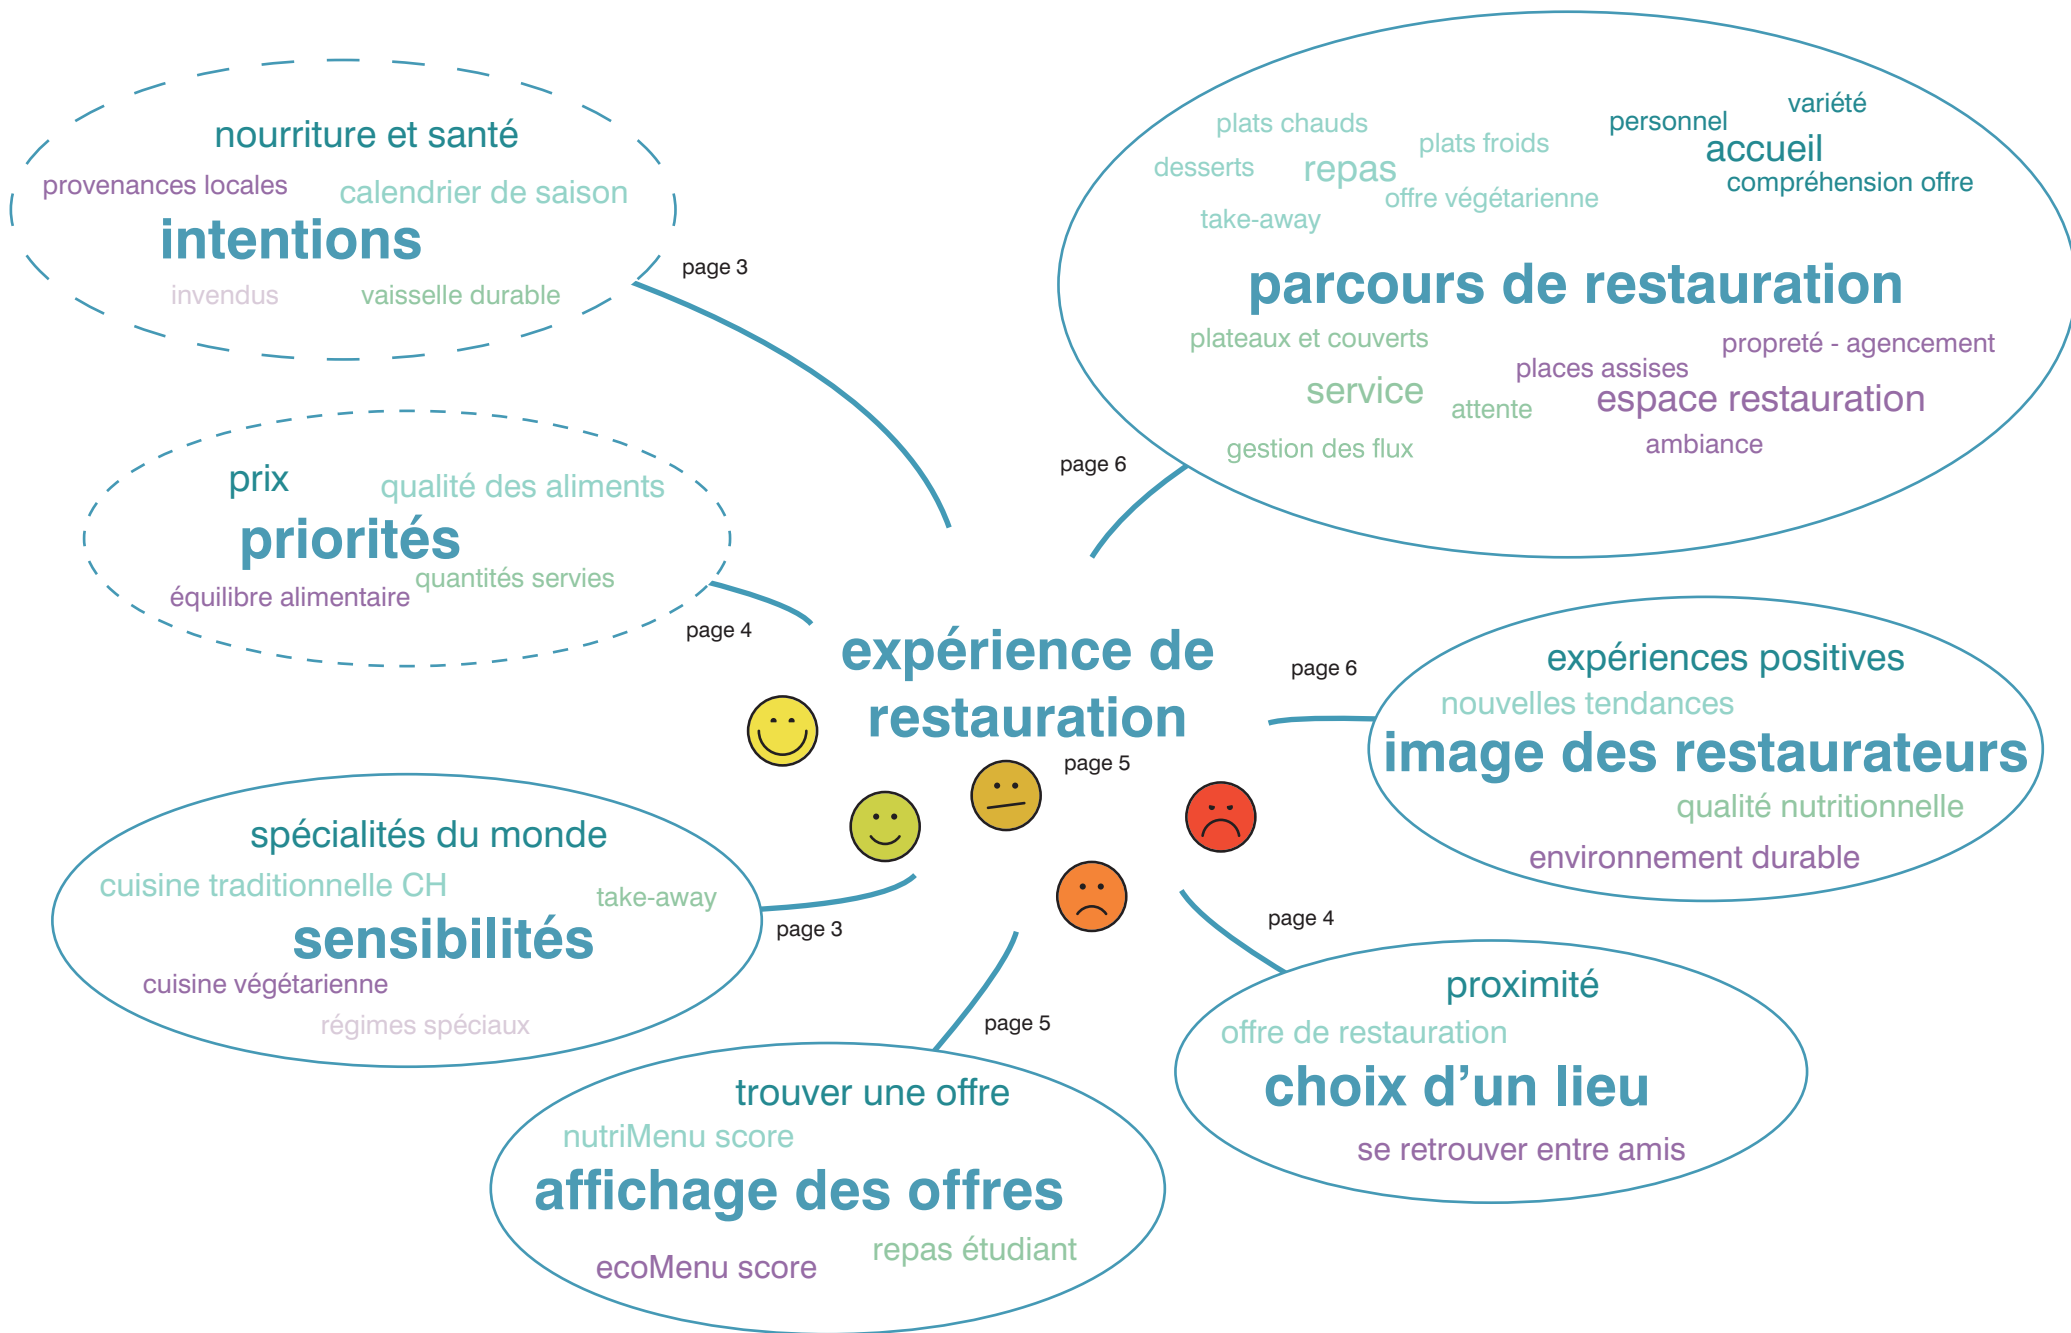 nourriture et santé
provenances locales
calendrier de saison
intentions
invendus
vaisselle durable
page 3
plats chauds
plats froids
desserts
repas
offre végétarienne
take-away
personnel
variété
accueil
compréhension offre
parcours de restauration
plateaux et couverts
service
attente
gestion des flux
propreté - agencement
places assises
espace restauration
ambiance
page 6
prix
qualité des aliments
priorités
quantités servies
équilibre alimentaire
page 4
expérience de
restauration
page 5
page 6
expériences positives
nouvelles tendances
image des restaurateurs
qualité nutritionnelle
environnement durable
spécialités du monde
cuisine traditionnelle CH
take-away
sensibilités
cuisine végétarienne
régimes spéciaux
page 3
page 4
proximité
offre de restauration
choix d’un lieu
se retrouver entre amis
page 5
trouver une offre
nutriMenu score
affichage des offres
repas étudiant
ecoMenu score